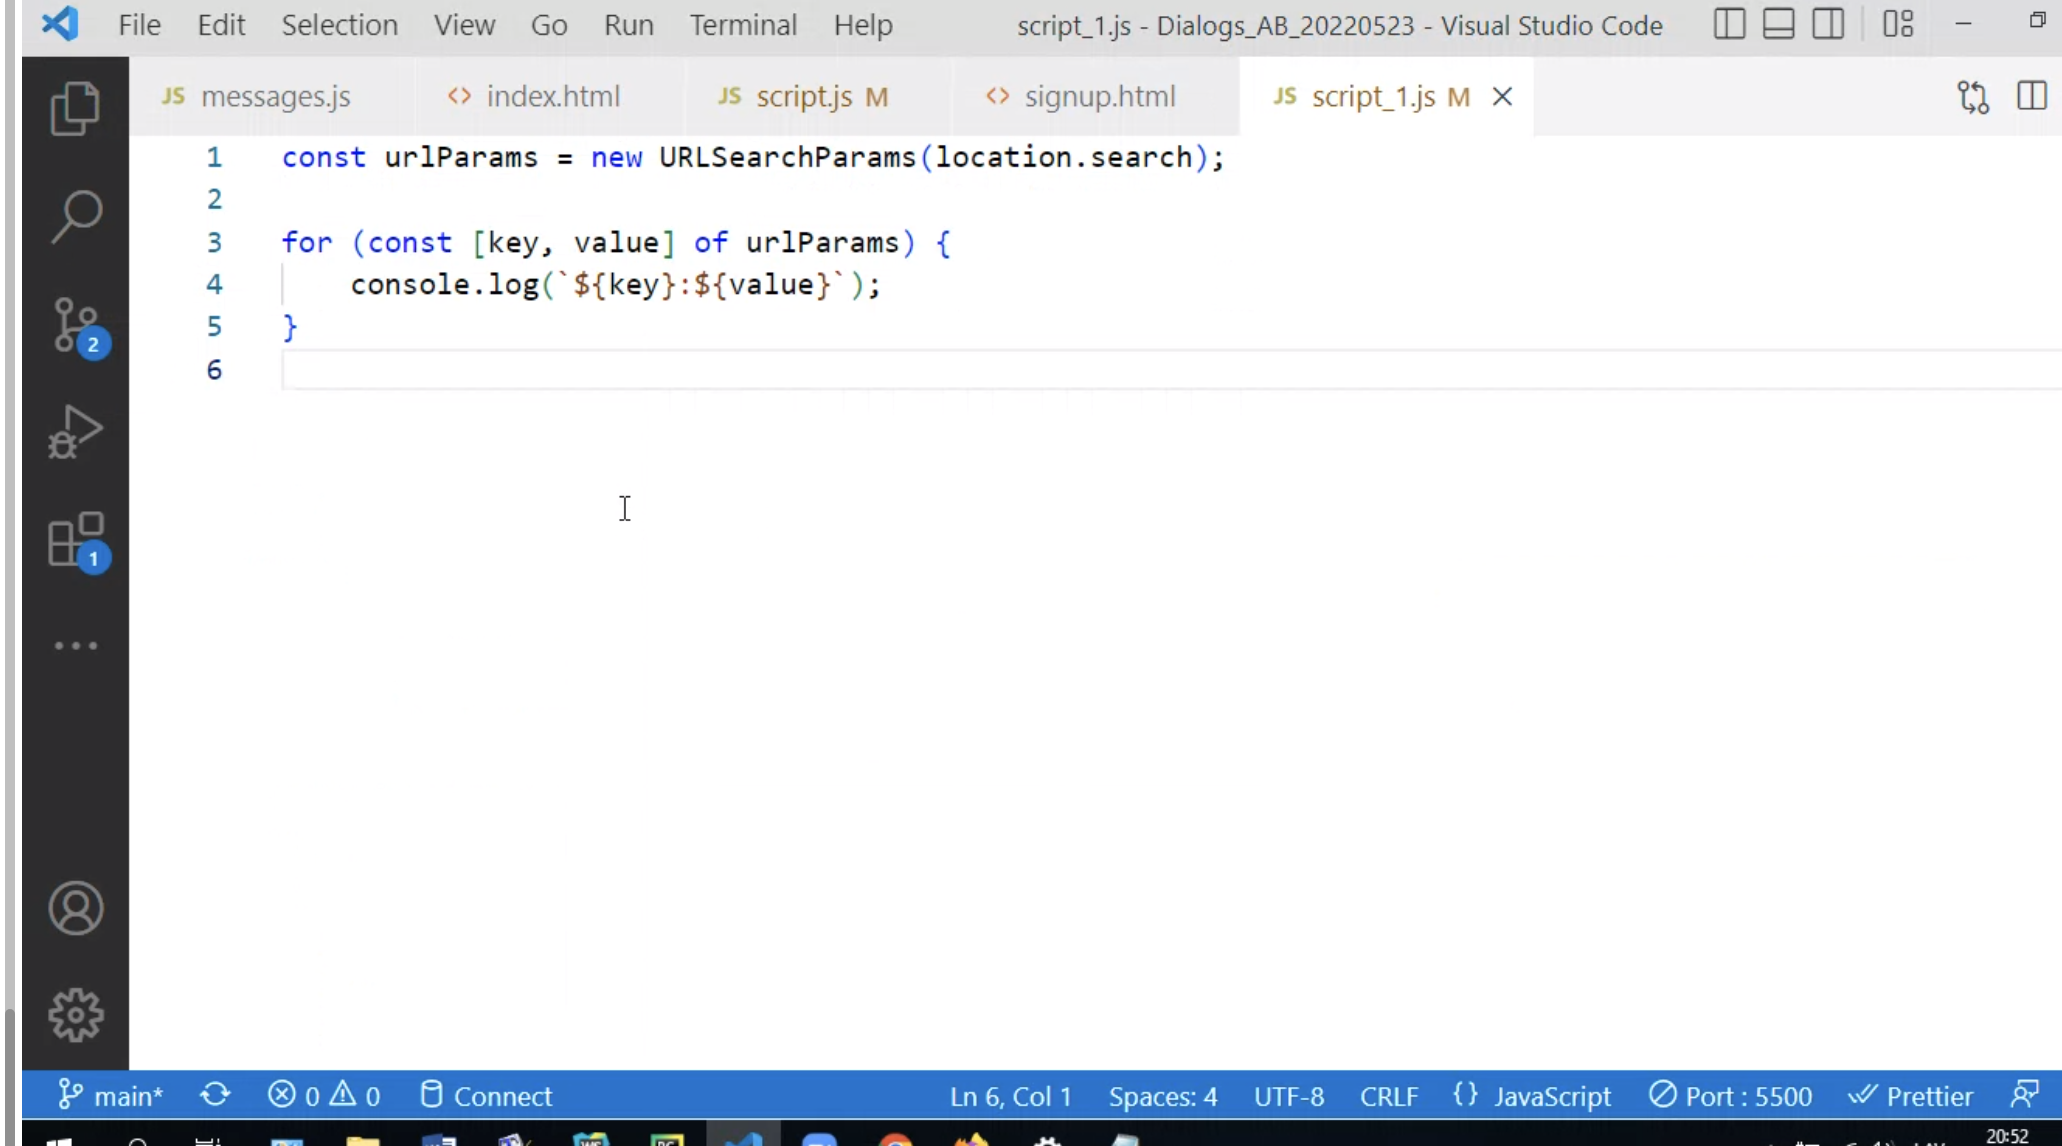 File Edit Selection View Go Run Terminal Help script_1.js - Dialogs_AB_20220523 - Visual Studio Code
JS messages.js <> index.html JS script.js M <> signup.html JS script_1.js M
1 const urlParams = new URLSearchParams(location.search);
2
3 for (const [key, value] of urlParams) {
4 console.log(`${key}:${value}`);
5 }
6
2
1
main* 0 0 Connect Ln 6, Col 1 Spaces: 4 UTF-8 CRLF {} JavaScript Port : 5500 Prettier
20:52